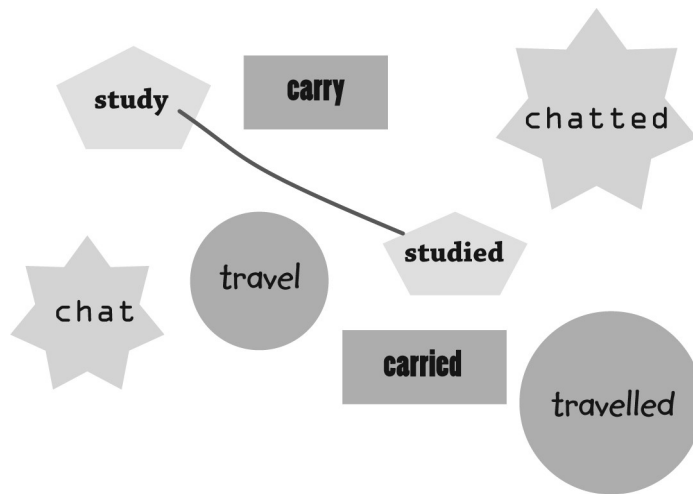 study
carry
chatted
studied
travel
chat
carried
travelled